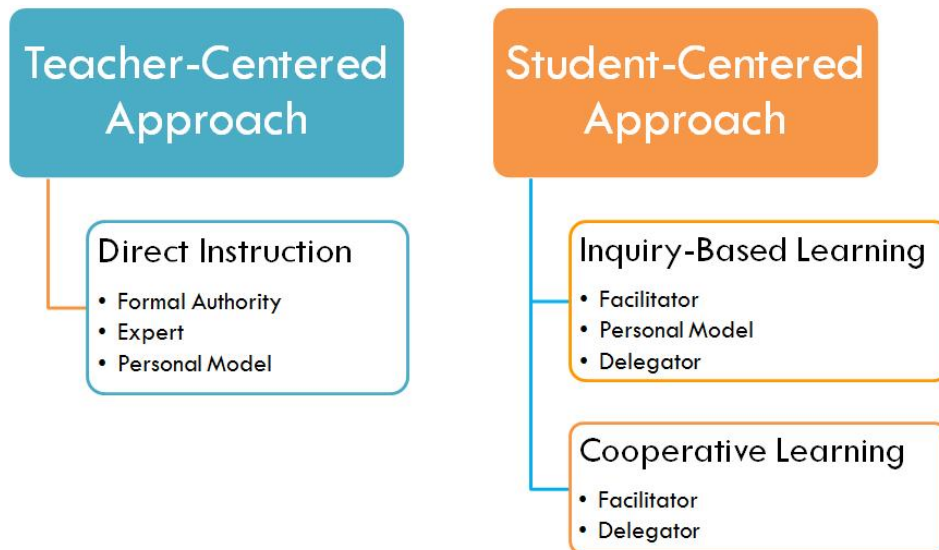 Teacher-Centered
Approach
Direct Instruction
• Formal Authority
• Expert
• Personal Model
Student-Centered
Approach
Inquiry-Based Learning
• Facilitator
• Personal Model
• Delegator
Cooperative Learning
• Facilitator
• Delegator